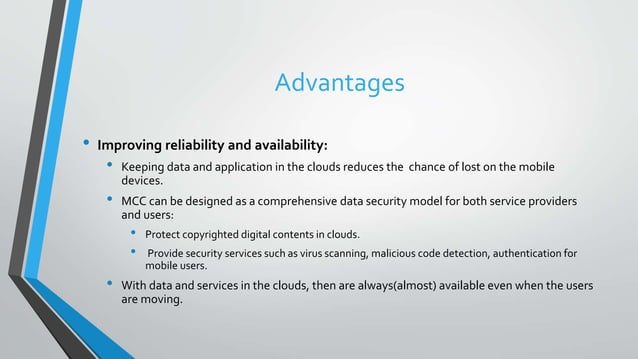 Advantages
Improving reliability and availability:
Keeping data and application in the clouds reduces the chance of lost on the mobile
devices.
MCC can be designed as a comprehensive data security model for both service providers
and users:
Protect copyrighted digital contents in clouds.
Provide security services such as virus scanning, malicious code detection, authentication for
mobile users.
With data and services in the clouds, then are always(almost) available even when the users
are moving.